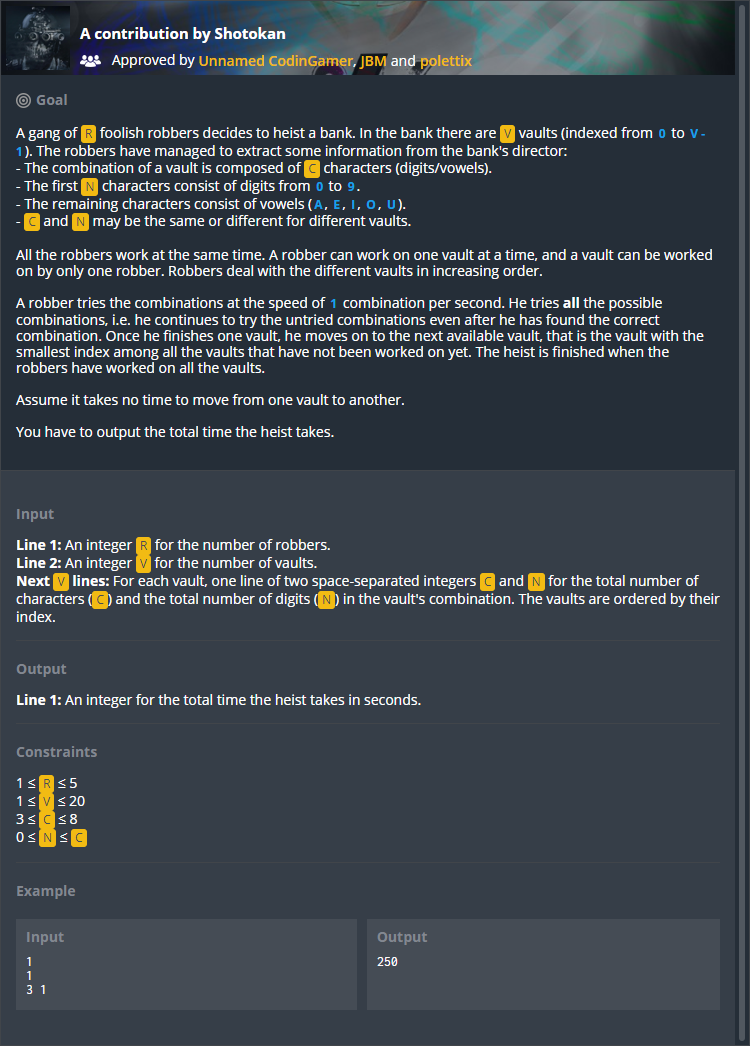 A contribution by Shotokan
Approved by Unnamed CodinGamer, JBM and polettix
Goal
A gang of R foolish robbers decides to heist a bank. In the bank there are V vaults (indexed from 0 to V -
1). The robbers have managed to extract some information from the bank's director:
- The combination of a vault is composed of C characters (digits/vowels).
- The first N characters consist of digits from 0 to 9.
- The remaining characters consist of vowels (A, E, I, O, U).
- C and N may be the same or different for different vaults.
All the robbers work at the same time. A robber can work on one vault at a time, and a vault can be worked
on by only one robber. Robbers deal with the different vaults in increasing order.
A robber tries the combinations at the speed of 1 combination per second. He tries all the possible
combinations, i.e. he continues to try the untried combinations even after he has found the correct
combination. Once he finishes one vault, he moves on to the next available vault, that is the vault with the
smallest index among all the vaults that have not been worked on yet. The heist is finished when the
robbers have worked on all the vaults.
Assume it takes no time to move from one vault to another.
You have to output the total time the heist takes.
Input
Line 1: An integer R for the number of robbers.
Line 2: An integer V for the number of vaults.
Next V lines: For each vault, one line of two space-separated integers C and N for the total number of
characters (C) and the total number of digits (N) in the vault's combination. The vaults are ordered by their
index.
Output
Line 1: An integer for the total time the heist takes in seconds.
Constraints
1 ≤ R ≤ 5
1 ≤ V ≤ 20
3 ≤ C ≤ 8
0 ≤ N ≤ C
Example
Input
1
1
3 1
Output
250